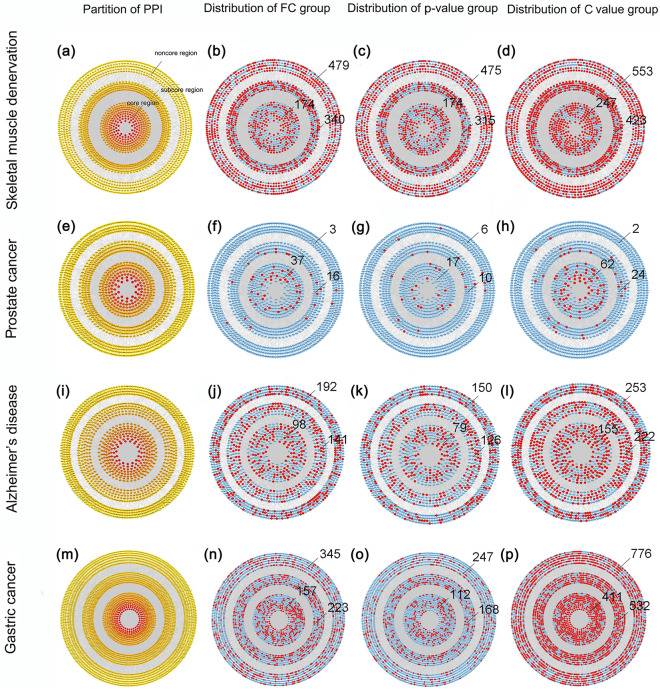 Partition of PPI Distribution of FC group Distribution of p-value group Distribution of C value group
Skeletal muscle denervation
(a) noncore region subcore region core region
(b) 479 174 340
(c) 475 174 315
(d) 553 247 423
Prostate cancer
(e)
(f) 3 37 16
(g) 6 17 10
(h) 2 62 24
Alzheimer's disease
(i)
(j) 192 98 141
(k) 150 79 126
(l) 253 155 222
Gastric cancer
(m)
(n) 345 157 223
(o) 247 112 168
(p) 776 411 532